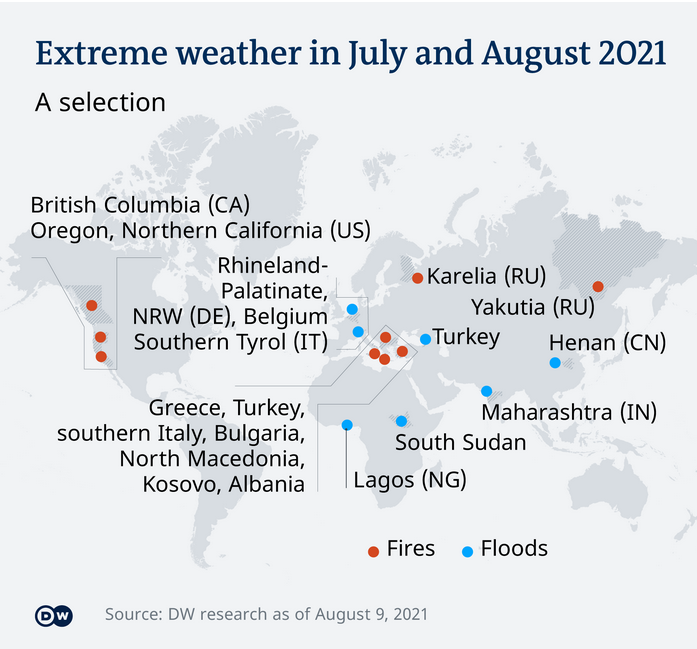 Extreme weather in July and August 2021
A selection
British Columbia (CA)
Oregon, Northern California (US)
Rhineland-
Palatinate,
NRW (DE), Belgium
Southern Tyrol (IT)
Karelia (RU)
Yakutia (RU)
Turkey
Henan (CN)
Maharashtra (IN)
Greece, Turkey,
southern Italy, Bulgaria,
North Macedonia,
Kosovo, Albania
South Sudan
Lagos (NG)
Fires
Floods
DW
Source: DW research as of August 9, 2021